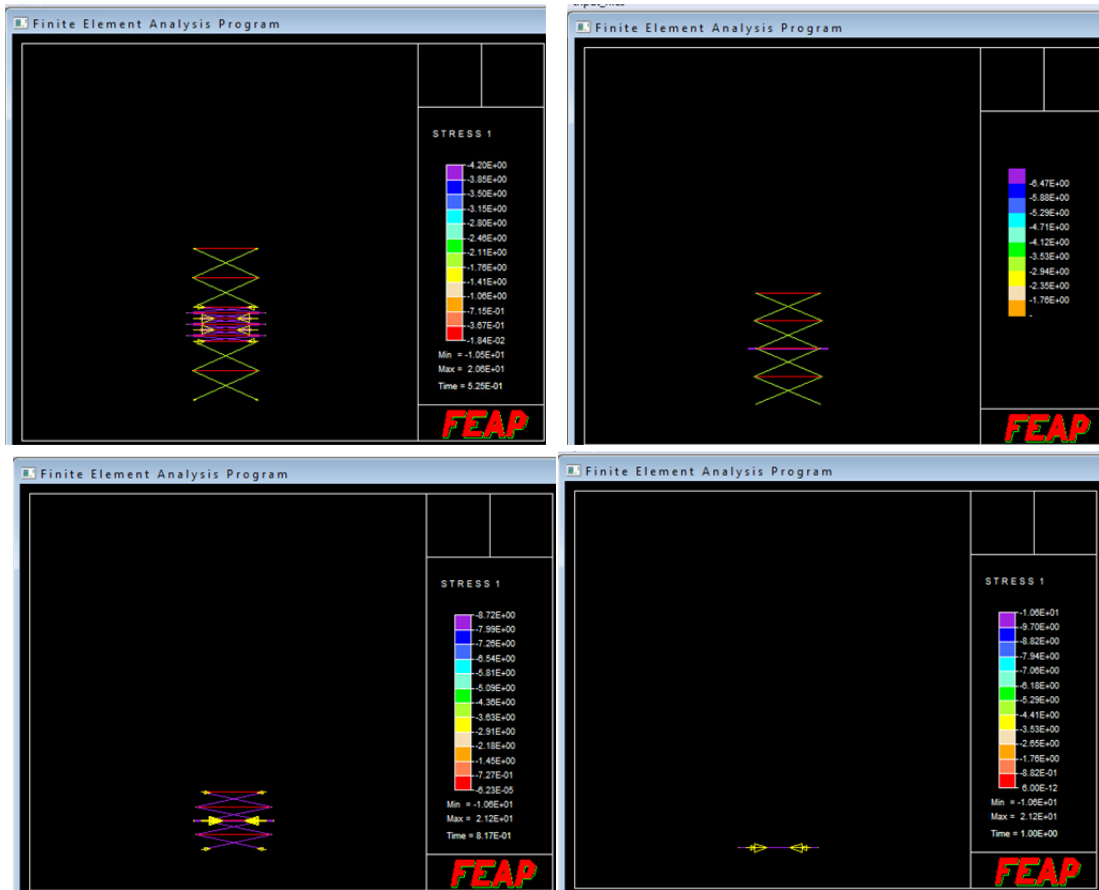 Finite Element Analysis Program
STRESS 1
-4.20E+00
-3.85E+00
-3.50E+00
-3.15E+00
-2.80E+00
-2.46E+00
-2.11E+00
-1.76E+00
-1.41E+00
-1.06E+00
-7.15E-01
-3.67E-01
-1.84E-02
Min = -1.05E+01
Max = 2.06E+01
Time = 5.25E-01
FEAP
Finite Element Analysis Program
-6.47E+00
-5.88E+00
-5.29E+00
-4.71E+00
-4.12E+00
-3.53E+00
-2.94E+00
-2.35E+00
-1.76E+00
-
FEAP
Finite Element Analysis Program
STRESS 1
-8.72E+00
-7.99E+00
-7.26E+00
-6.54E+00
-5.81E+00
-5.09E+00
-4.36E+00
-3.63E+00
-2.91E+00
-2.18E+00
-1.45E+00
-7.27E-01
-6.23E-05
Min = -1.06E+01
Max = 2.12E+01
Time = 8.17E-01
FEAP
Finite Element Analysis Program
STRESS 1
-1.06E+01
-9.70E+00
-8.82E+00
-7.94E+00
-7.06E+00
-6.18E+00
-5.29E+00
-4.41E+00
-3.53E+00
-2.65E+00
-1.76E+00
-8.82E-01
6.00E-12
Min = -1.06E+01
Max = 2.12E+01
Time = 1.00E+00
FEAP